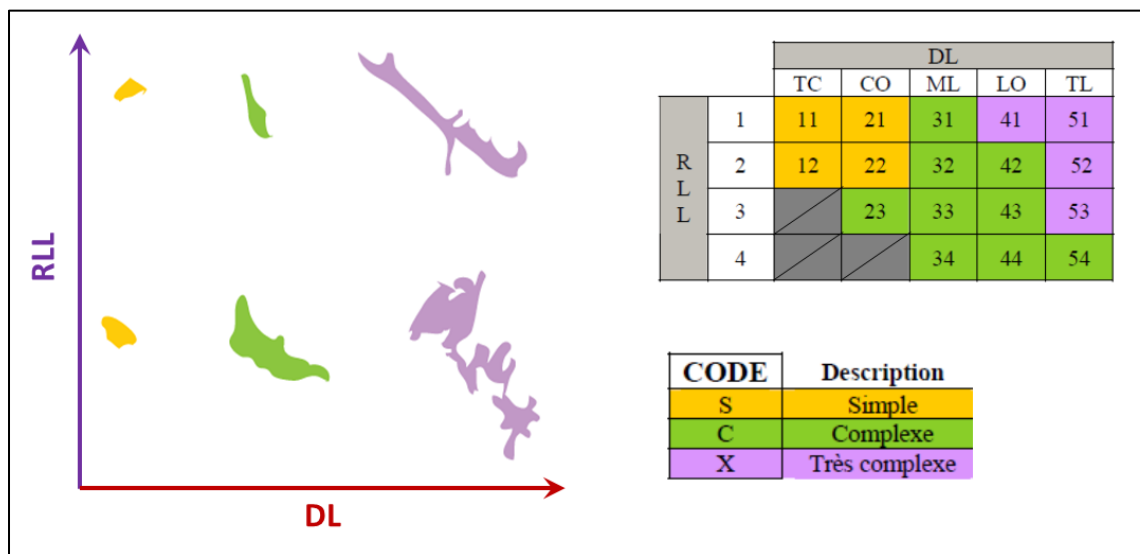 RLL
DL
DL
TC CO ML LO TL
RLL
1 11 21 31 41 51
2 12 22 32 42 52
3 23 33 43 53
4 34 44 54
CODE Description
S Simple
C Complexe
X Très complexe